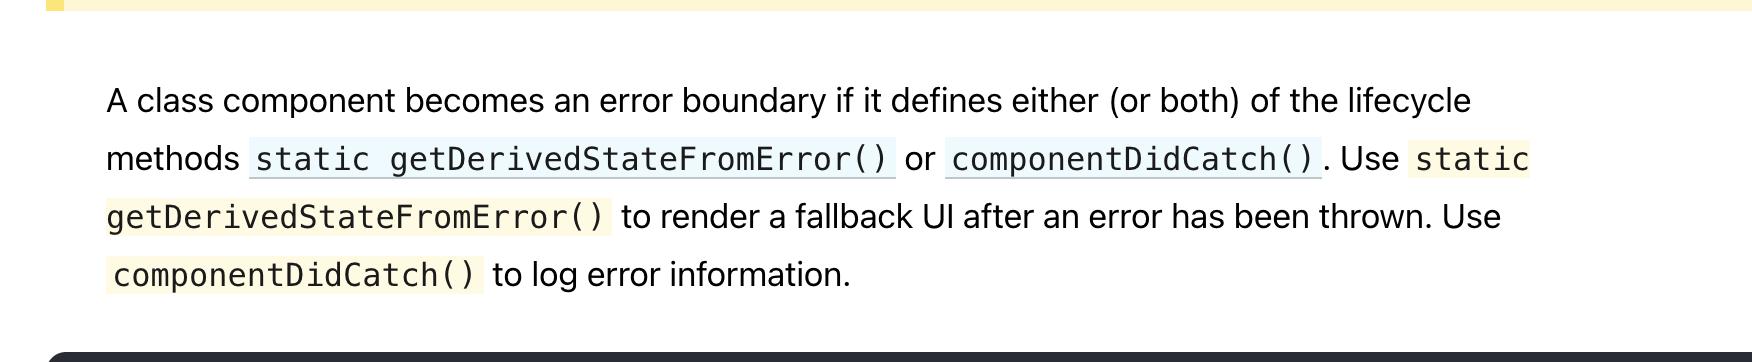 A class component becomes an error boundary if it defines either (or both) of the lifecycle
methods static getDerivedStateFromError() or componentDidCatch(). Use static
getDerivedStateFromError() to render a fallback UI after an error has been thrown. Use
componentDidCatch() to log error information.